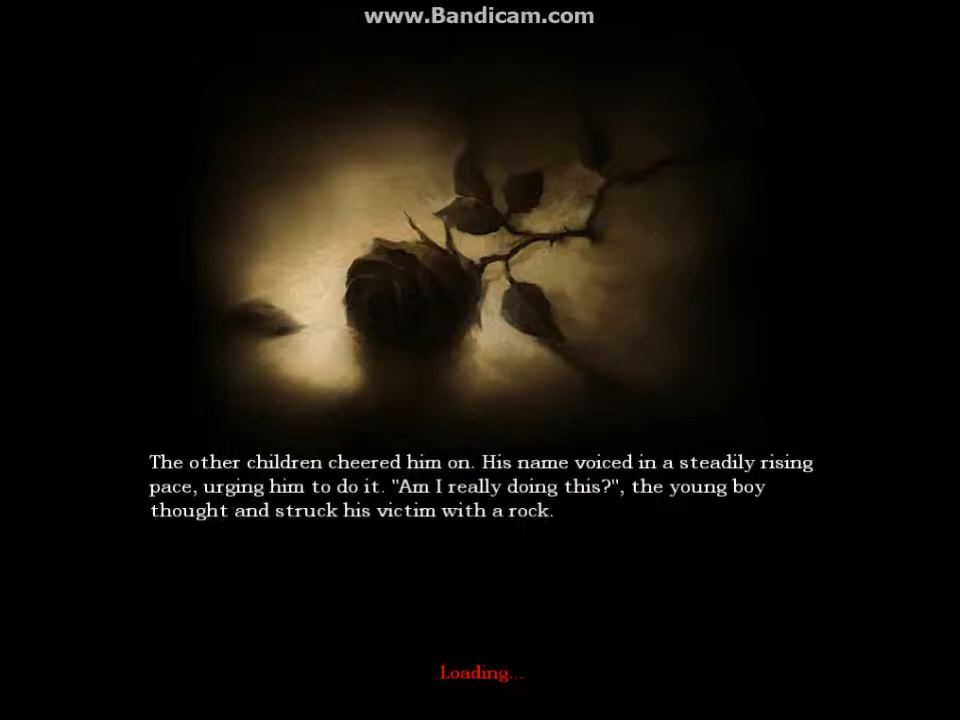 www.Bandicam.com
The other children cheered him on. His name voiced in a steadily rising
pace, urging him to do it. "Am I really doing this?", the young boy
thought and struck his victim with a rock.
Loading...